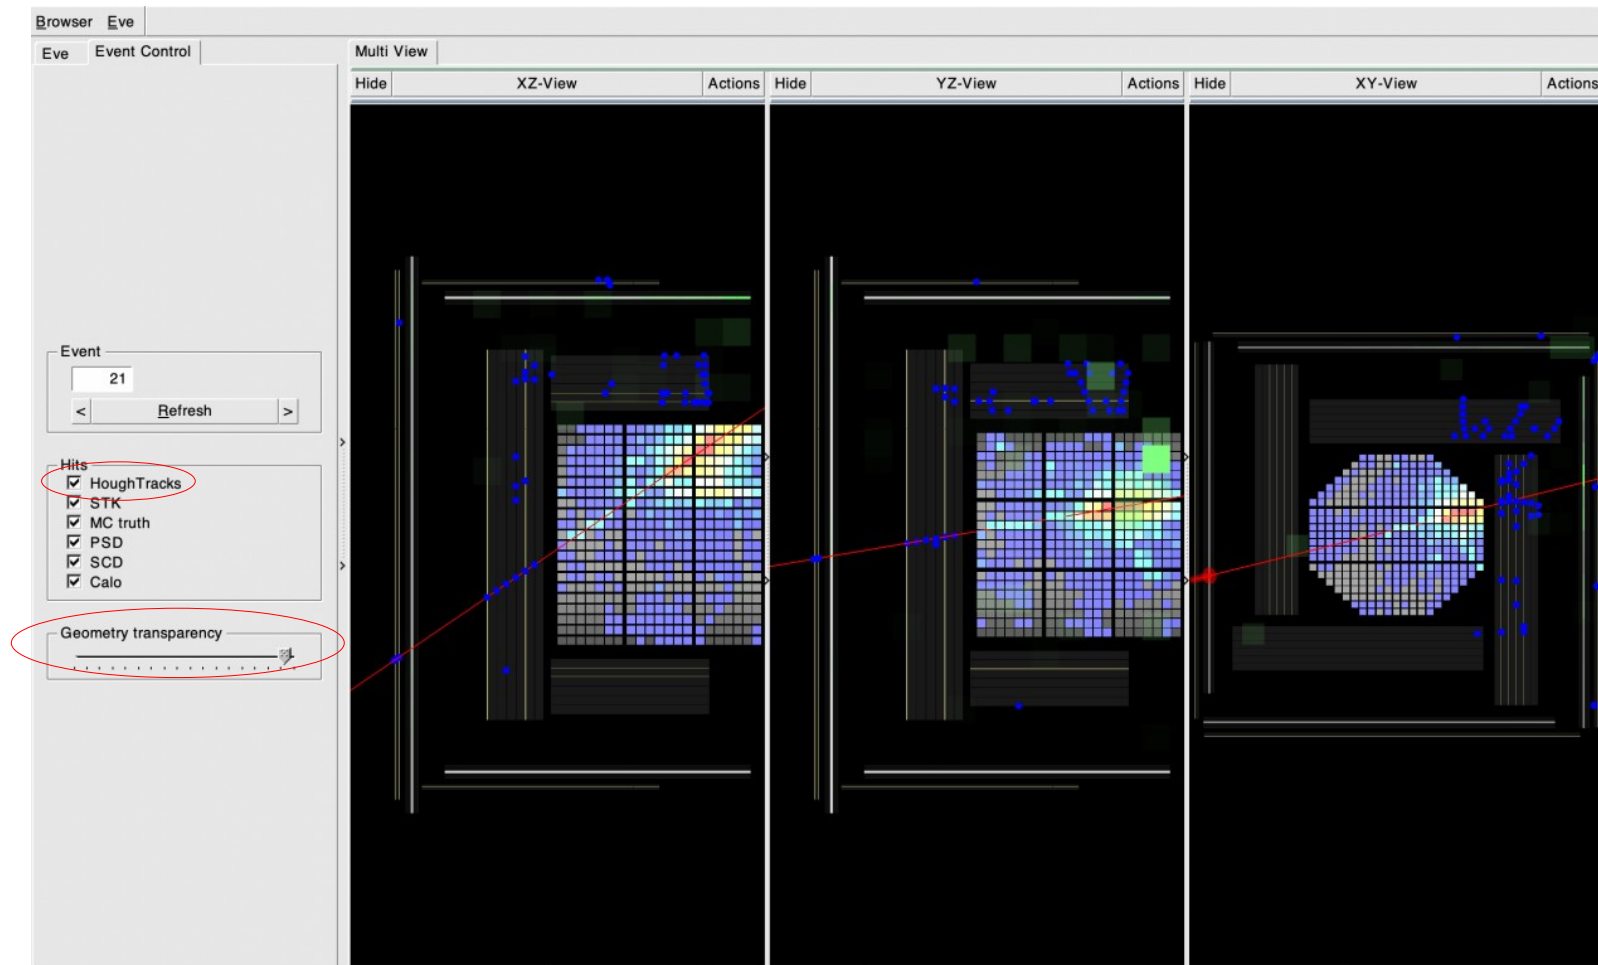 Browser Eve
Eve Event Control
Multi View
Hide XZ-View Actions
Hide YZ-View Actions
Hide XY-View Actions
Event
21
< Refresh >
Hits
HoughTracks
STK
MC truth
PSD
SCD
Calo
Geometry transparency